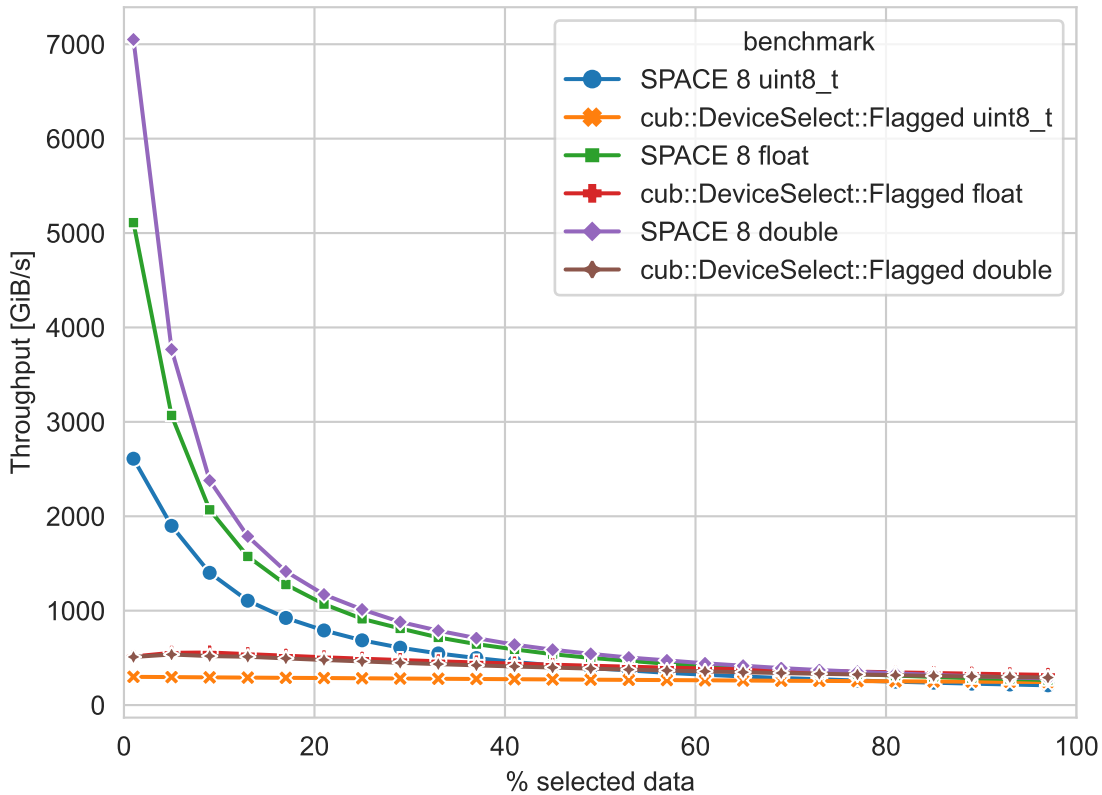 7000
6000
5000
4000
3000
2000
1000
0
Throughput [GiB/s]
benchmark
SPACE 8 uint8_t
cub::DeviceSelect::Flagged uint8_t
SPACE 8 float
cub::DeviceSelect::Flagged float
SPACE 8 double
cub::DeviceSelect::Flagged double
0 20 40 60 80 100
% selected data